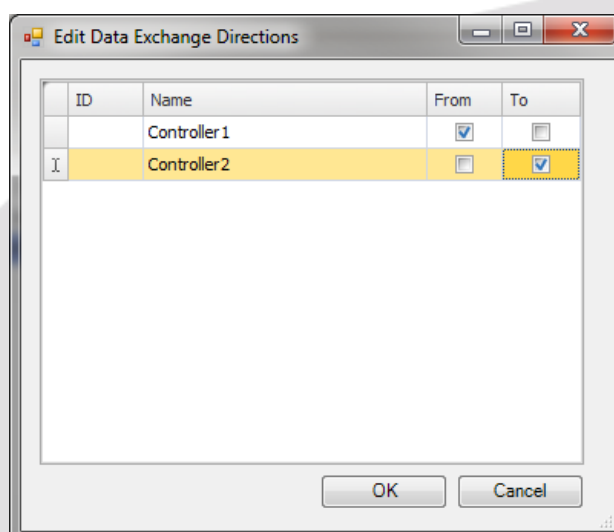 Edit Data Exchange Directions
ID Name From To
Controller1
Controller2
OK Cancel